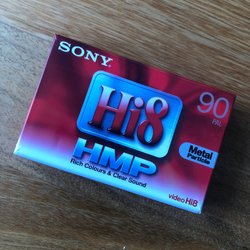 SONY
Hi8
90
PAL
HMP
Metal
Particle
Rich Colours & Clear Sound
video Hi8